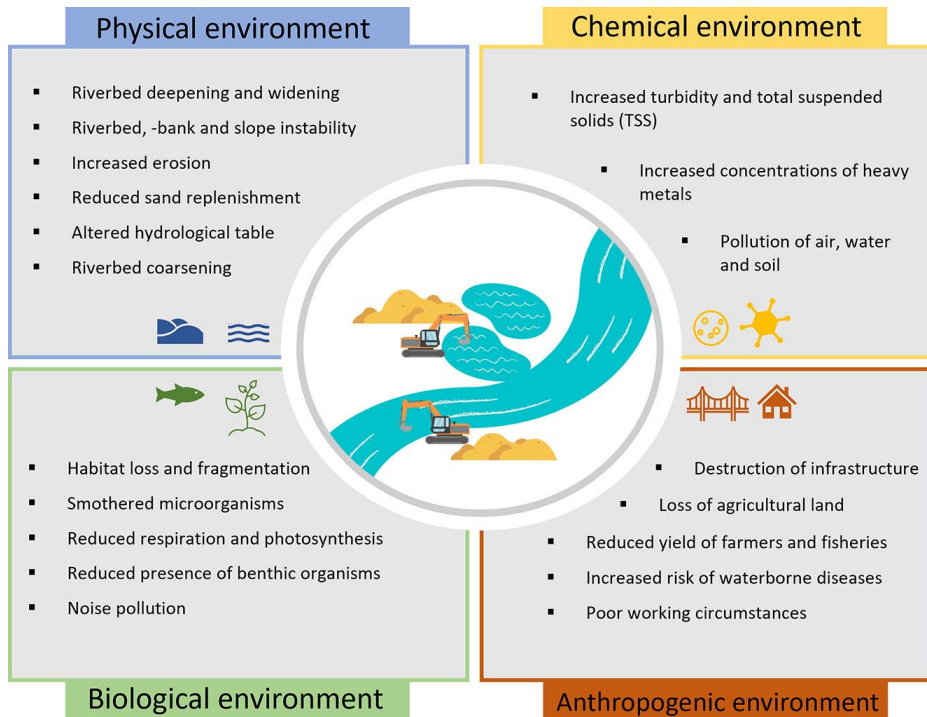 Physical environment
▪ Riverbed deepening and widening
▪ Riverbed, -bank and slope instability
▪ Increased erosion
▪ Reduced sand replenishment
▪ Altered hydrological table
▪ Riverbed coarsening
Chemical environment
▪ Increased turbidity and total suspended
solids (TSS)
▪ Increased concentrations of heavy
metals
▪ Pollution of air, water
and soil
▪ Habitat loss and fragmentation
▪ Smothered microorganisms
▪ Reduced respiration and photosynthesis
▪ Reduced presence of benthic organisms
▪ Noise pollution
Biological environment
▪ Destruction of infrastructure
▪ Loss of agricultural land
▪ Reduced yield of farmers and fisheries
▪ Increased risk of waterborne diseases
▪ Poor working circumstances
Anthropogenic environment